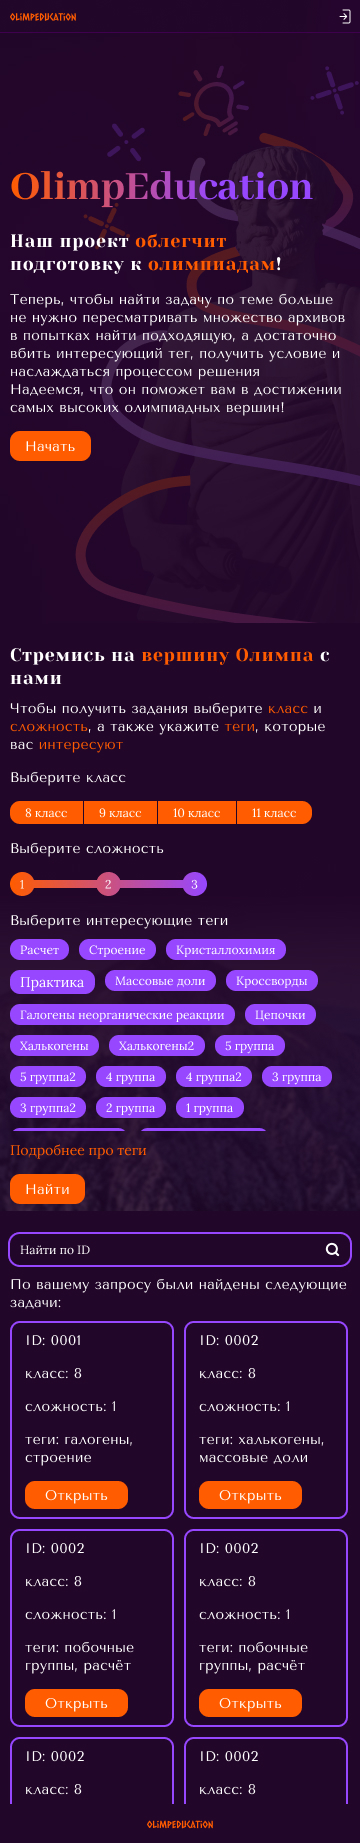 OLIMPEDUCATION
OlimpEducation
Наш проект облегчит
подготовку к олимпиадам!
Теперь, чтобы найти задачу по теме больше
не нужно пересматривать множество архивов
в попытках найти подходящую, а достаточно
вбить интересующий тег, получить условие и
наслаждаться процессом решения
Надеемся, что он поможет вам в достижении
самых высоких олимпиадных вершин!
Начать
Стремись на вершину Олимпа с
нами
Чтобы получить задания выберите класс и
сложность, а также укажите теги, которые
вас интересуют
Выберите класс
8 класс 9 класс 10 класс 11 класс
Выберите сложность
1 2 3
Выберите интересующие теги
Расчет Строение Кристаллохимия
Практика Массовые доли Кроссворды
Галогены неорганические реакции Цепочки
Халькогены Халькогены2 5 группа
5 группа2 4 группа 4 группа2 3 группа
3 группа2 2 группа 1 группа
Подробнее про теги
Найти
Найти по ID
По вашему запросу были найдены следующие
задачи:
ID: 0001
класс: 8
сложность: 1
теги: галогены,
строение
Открыть
ID: 0002
класс: 8
сложность: 1
теги: халькогены,
массовые доли
Открыть
ID: 0002
класс: 8
сложность: 1
теги: побочные
группы, расчёт
Открыть
ID: 0002
класс: 8
сложность: 1
теги: побочные
группы, расчёт
Открыть
ID: 0002
класс: 8
ID: 0002
класс: 8
OLIMPEDUCATION